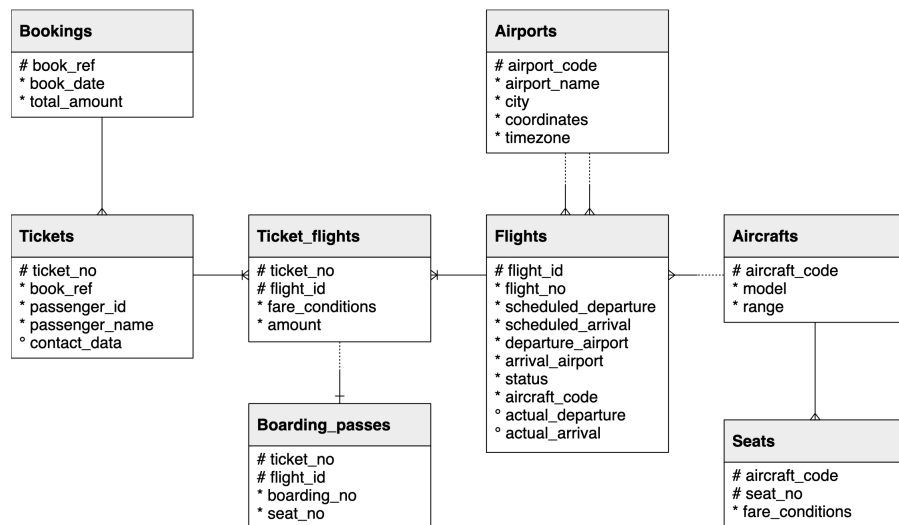 Bookings
# book_ref
* book_date
* total_amount
Airports
# airport_code
* airport_name
* city
* coordinates
* timezone
Tickets
# ticket_no
* book_ref
* passenger_id
* passenger_name
° contact_data
Ticket_flights
# ticket_no
# flight_id
* fare_conditions
* amount
Flights
# flight_id
* flight_no
* scheduled_departure
* scheduled_arrival
* departure_airport
* arrival_airport
* status
* aircraft_code
° actual_departure
° actual_arrival
Aircrafts
# aircraft_code
* model
* range
Boarding_passes
# ticket_no
# flight_id
* boarding_no
* seat_no
Seats
# aircraft_code
# seat_no
* fare_conditions